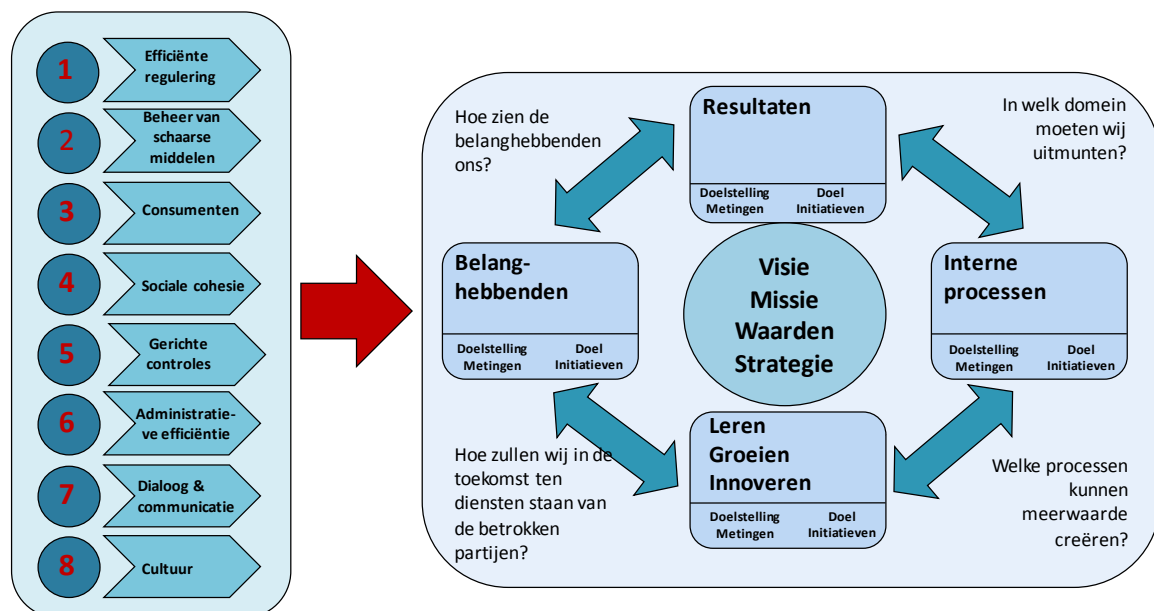 1
Efficiënte
regulering
2
Beheer van
schaarse
middelen
3
Consumenten
4
Sociale cohesie
5
Gerichte
controles
6
Administratie-
ve efficiëntie
7
Dialoog &
communicatie
8
Cultuur
Hoe zien de
belanghebbenden
ons?
Resultaten
Doelstelling Doel
Metingen Initiatieven
In welk domein
moeten wij
uitmunten?
Belang-
hebbenden
Doelstelling Doel
Metingen Initiatieven
Visie
Missie
Waarden
Strategie
Interne
processen
Doelstelling Doel
Metingen Initiatieven
Hoe zullen wij in de
toekomst ten
diensten staan van
de betrokken
partijen?
Leren
Groeien
Innoveren
Doelstelling Doel
Metingen Initiatieven
Welke processen
kunnen
meerwaarde
creëren?